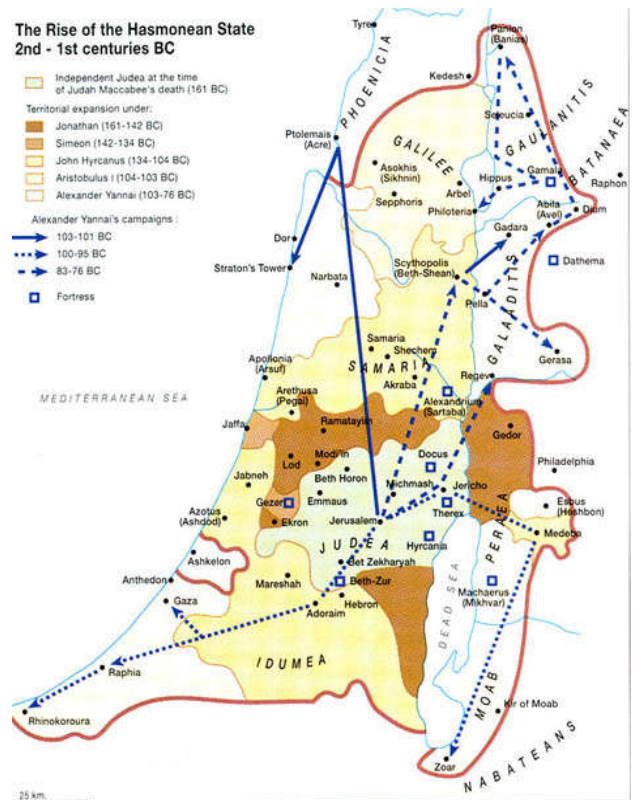 The Rise of the Hasmonean State
2nd - 1st centuries BC
Independent Judea at the time
of Judah Maccabee's death (161 BC)
Territorial expansion under:
Jonathan (161-142 BC)
Simeon (142-134 BC)
John Hyrcanus (134-104 BC)
Aristobulus I (104-103 BC)
Alexander Yannai (103-76 BC)
Alexander Yannai's campaigns :
103-101 BC
100-95 BC
83-76 BC
Fortress
Tyre
PHOENICIA
Panion
(Banias)
Kedesh
Seleucia
GAULANITIS
BATANAEA
Ptolemais
(Acre)
GALILEE
Asokhis
(Sikhnin)
Sepphoris
Arbel
Philoteria
Hippus
Gamala
Raphon
Abila
(Avel)
Dium
Gadara
Dathema
Dor
Straton's Tower
Narbata
Scythopolis
(Beth-Shean)
Pella
GALAADITIS
Gerasa
Samaria
Shechem
SAMARIA
Akraba
Regev
Apollonia
(Arsuf)
Arethusa
(Pegai)
Alexandrium
(Sartaba)
MEDITERRANEAN SEA
Jaffa
Ramatayim
Gedor
Lod
Modi'in
Docus
Beth Horon
Michmash
Jericho
Philadelphia
Jabneh
Gezer
Emmaus
Therex
PERAEA
Esbus
(Heshbon)
Azotus
(Ashdod)
Ekron
Jerusalem
Medeba
JUDEA
Hyrcania
Ashkelon
Bet Zekharyah
Anthedon
Mareshah
Beth-Zur
Machaerus
(Mikhvar)
Gaza
Hebron
Adoraim
DEAD SEA
IDUMEA
Raphia
MOAB
Kir of Moab
Rhinokoroura
Zoar
NABATEANS
25 km.